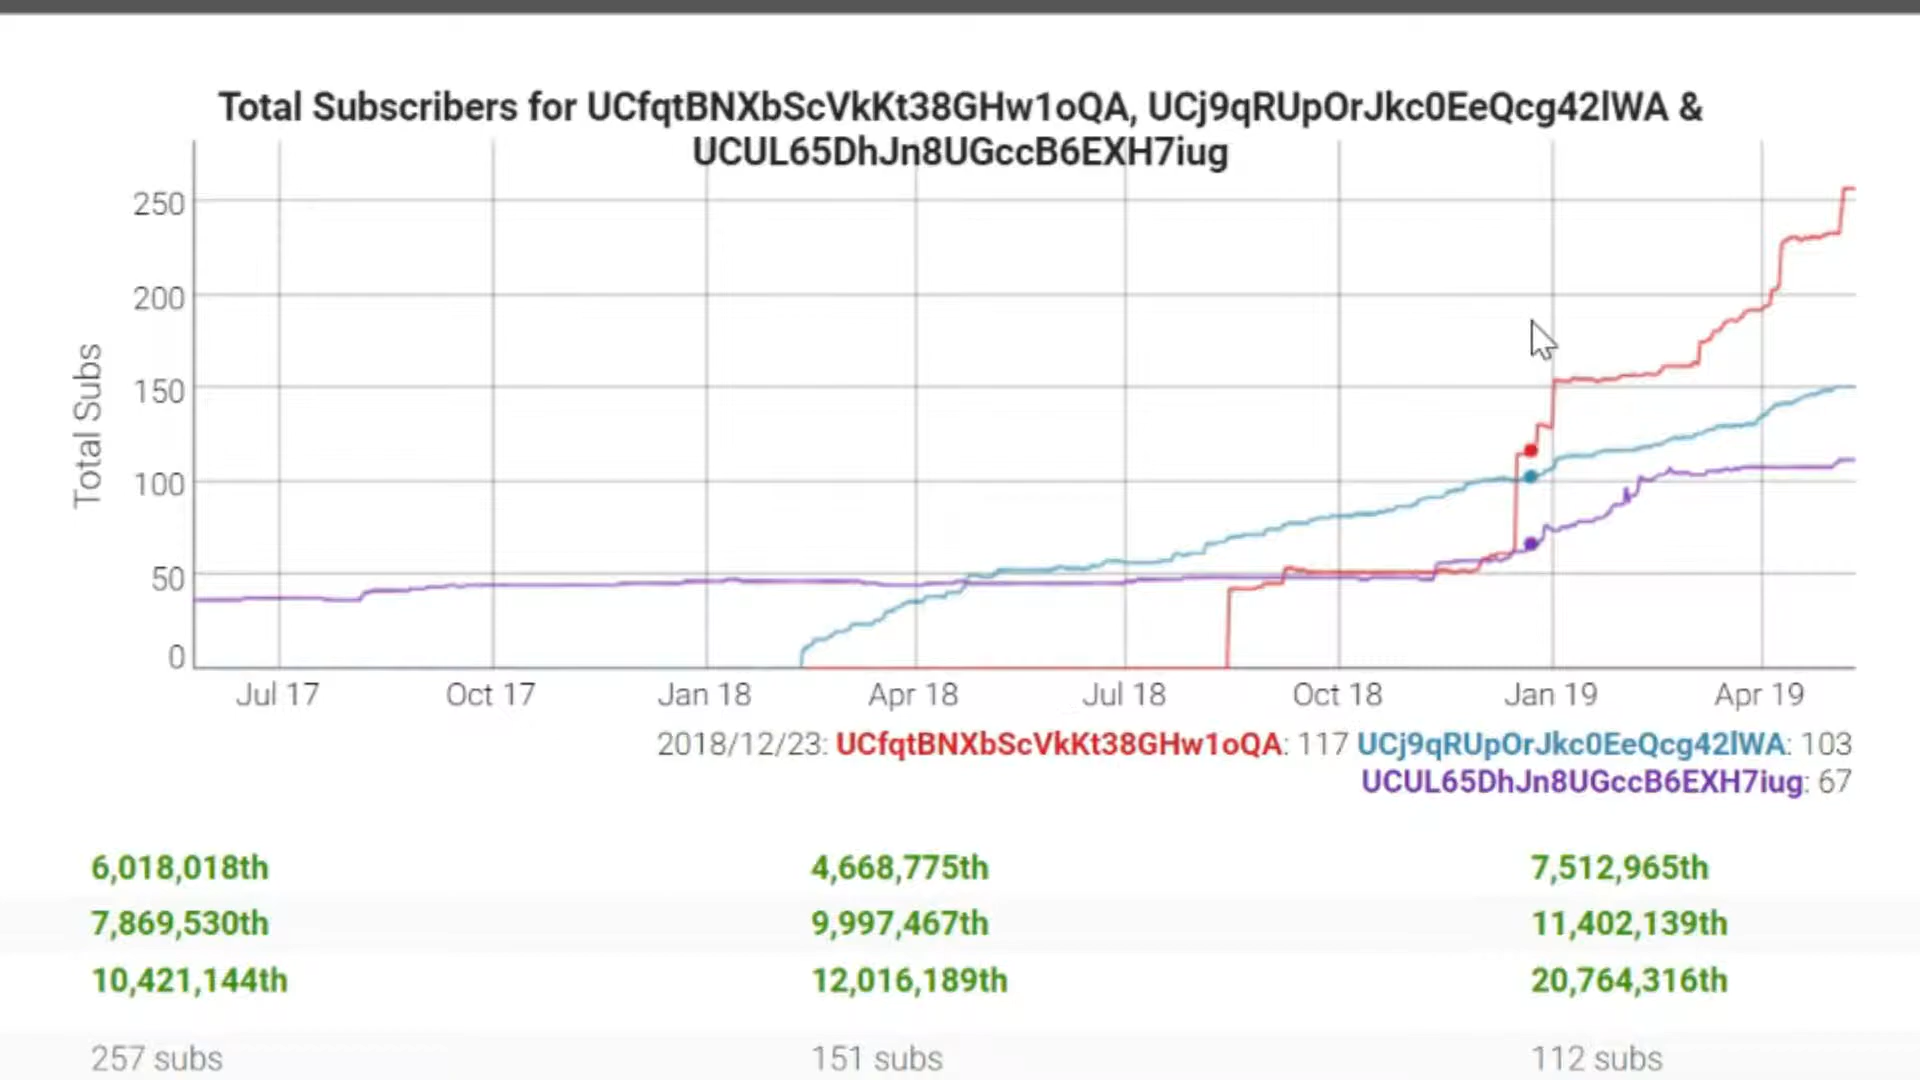 Total Subscribers for UCfqtBNXbScVkKt38GHw1oQA, UCj9qRUpOrJkc0EeQcg42lWA &
UCUL65DhJn8UGccB6EXH7iug
250
200
150
100
50
0
Total Subs
Jul 17 Oct 17 Jan 18 Apr 18 Jul 18 Oct 18 Jan 19 Apr 19
2018/12/23: UCfqtBNXbScVkKt38GHw1oQA: 117 UCj9qRUpOrJkc0EeQcg42lWA: 103
UCUL65DhJn8UGccB6EXH7iug: 67
6,018,018th 4,668,775th 7,512,965th
7,869,530th 9,997,467th 11,402,139th
10,421,144th 12,016,189th 20,764,316th
257 subs 151 subs 112 subs